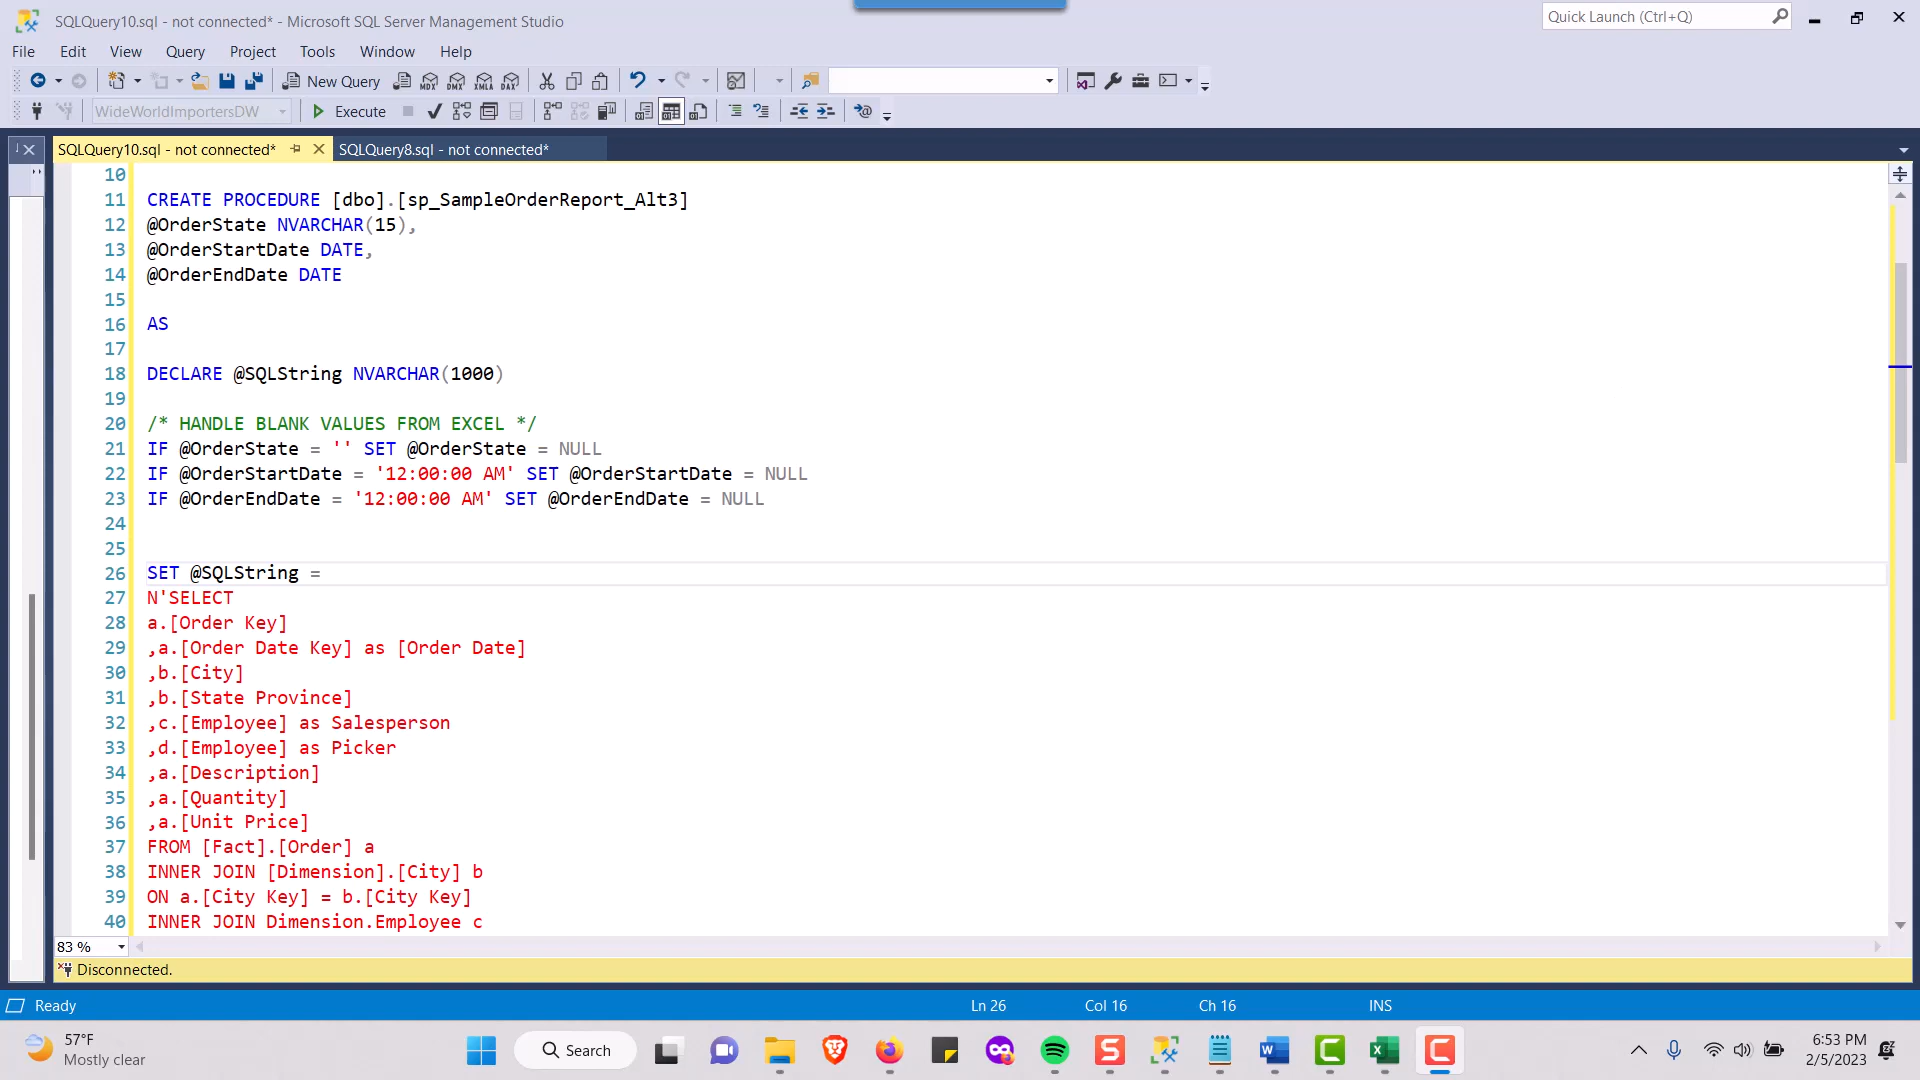 SQLQuery10.sql - not connected* - Microsoft SQL Server Management Studio
Quick Launch (Ctrl+Q)
File Edit View Query Project Tools Window Help
New Query
MDX DMX XMLA DAX
WideWorldImportersDW
Execute
SQLQuery10.sql - not connected*
SQLQuery8.sql - not connected*
10
11 CREATE PROCEDURE [dbo].[sp_SampleOrderReport_Alt3]
12 @OrderState NVARCHAR(15),
13 @OrderStartDate DATE,
14 @OrderEndDate DATE
15
16 AS
17
18 DECLARE @SQLString NVARCHAR(1000)
19
20 /* HANDLE BLANK VALUES FROM EXCEL */
21 IF @OrderState = '' SET @OrderState = NULL
22 IF @OrderStartDate = '12:00:00 AM' SET @OrderStartDate = NULL
23 IF @OrderEndDate = '12:00:00 AM' SET @OrderEndDate = NULL
24
25
26 SET @SQLString =
27 N'SELECT
28 a.[Order Key]
29 ,a.[Order Date Key] as [Order Date]
30 ,b.[City]
31 ,b.[State Province]
32 ,c.[Employee] as Salesperson
33 ,d.[Employee] as Picker
34 ,a.[Description]
35 ,a.[Quantity]
36 ,a.[Unit Price]
37 FROM [Fact].[Order] a
38 INNER JOIN [Dimension].[City] b
39 ON a.[City Key] = b.[City Key]
40 INNER JOIN Dimension.Employee c
83 %
Disconnected.
Ready
Ln 26
Col 16
Ch 16
INS
57°F
Mostly clear
Search
6:53 PM
2/5/2023